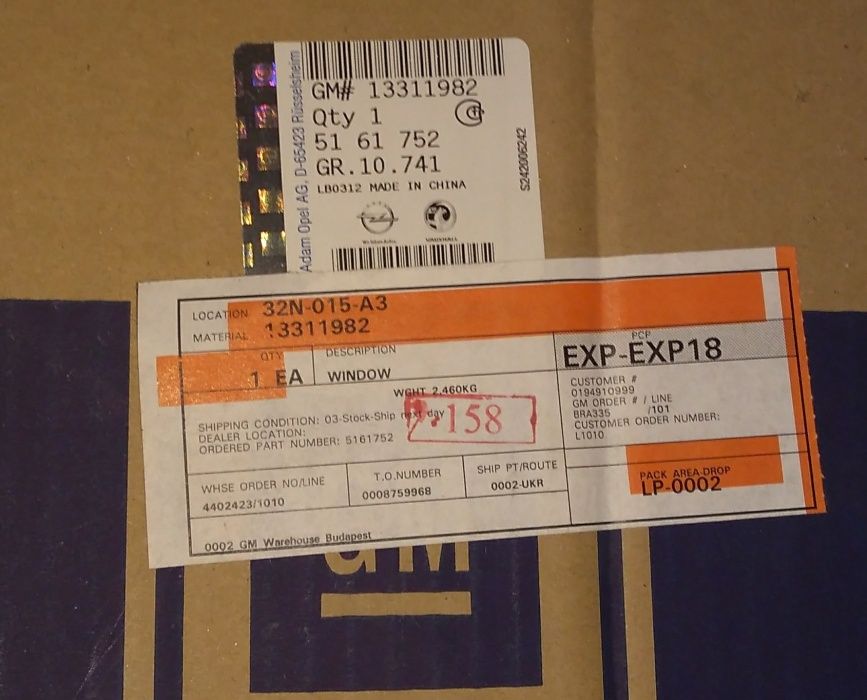 Adam Opel AG, D-65423 Rüsselsheim
GM# 13311982
Qty 1
51 61 752
GR.10.741
LB0312 MADE IN CHINA
S242006242
VAUXHALL
LOCATION 32N-015-A3
MATERIAL 13311982
QTY
1 EA
DESCRIPTION
WINDOW
PCP
EXP-EXP18
WGHT 2.460KG
SHIPPING CONDITION: 03-Stock-Ship next day
DEALER LOCATION:
ORDERED PART NUMBER: 5161752
158
CUSTOMER #
0194910999
GM ORDER # / LINE
BRA335 /101
CUSTOMER ORDER NUMBER:
L1010
WHSE ORDER NO/LINE
4402423/1010
T.O.NUMBER
0008759968
SHIP PT/ROUTE
0002-UKR
PACK AREA-DROP
LP-0002
0002 GM Warehouse Budapest
GM